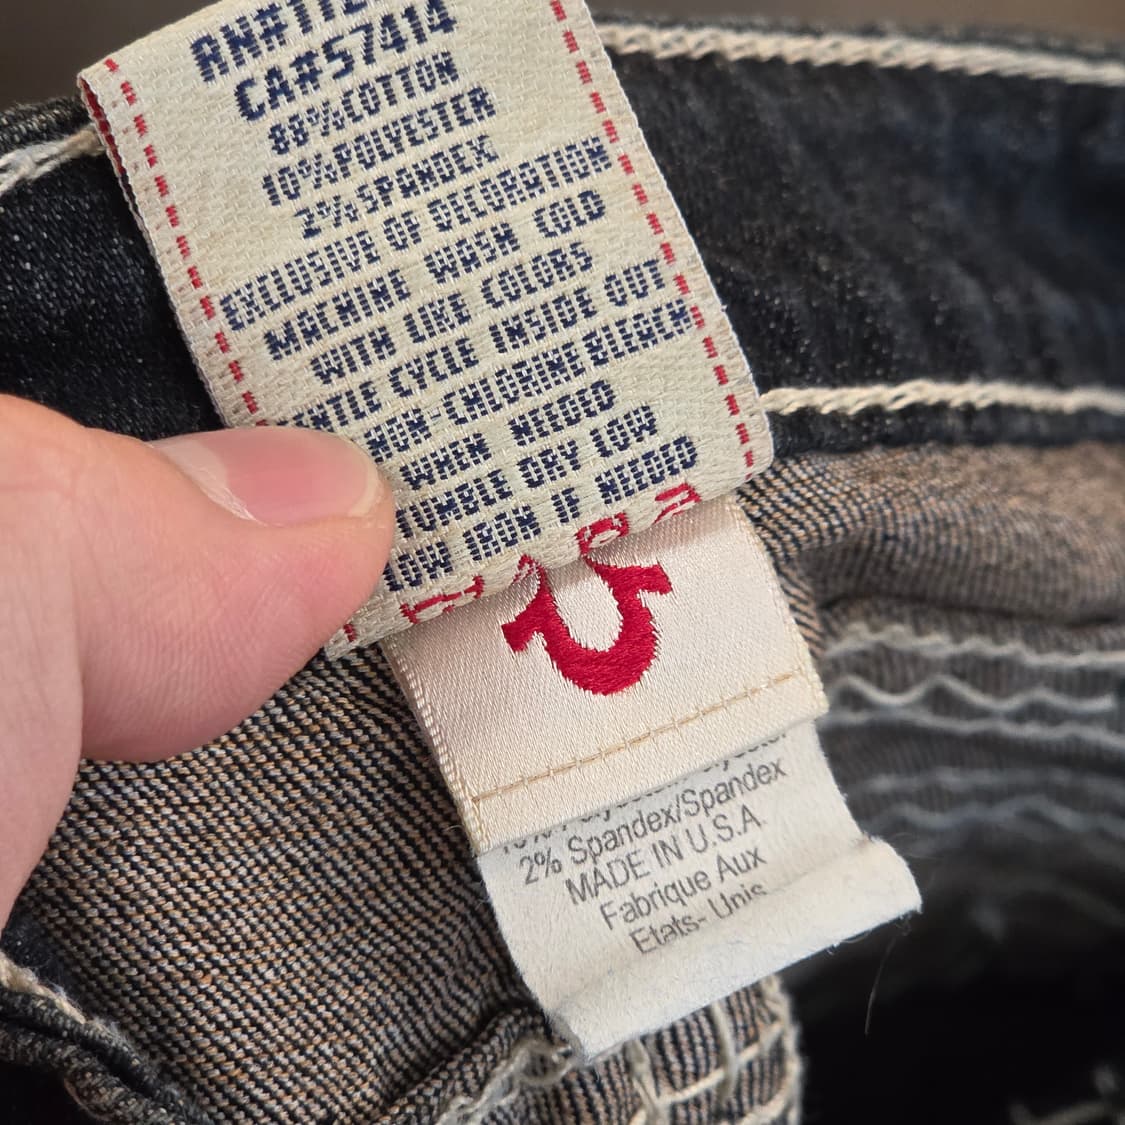 CA#57414
88% COTTON
10% POLYESTER
2% SPANDEX
EXCLUSIVE OF DECORATION
MACHINE WASH COLD
WITH LIKE COLORS
CYCLE INSIDE OUT
NON-CHLORINE BLEACH
WHEN NEEDED
TUMBLE DRY LOW
LOW IRON IF NEEDED
2% Spandex/Spandex
MADE IN U.S.A.
Fabrique Aux
Etats-Unis